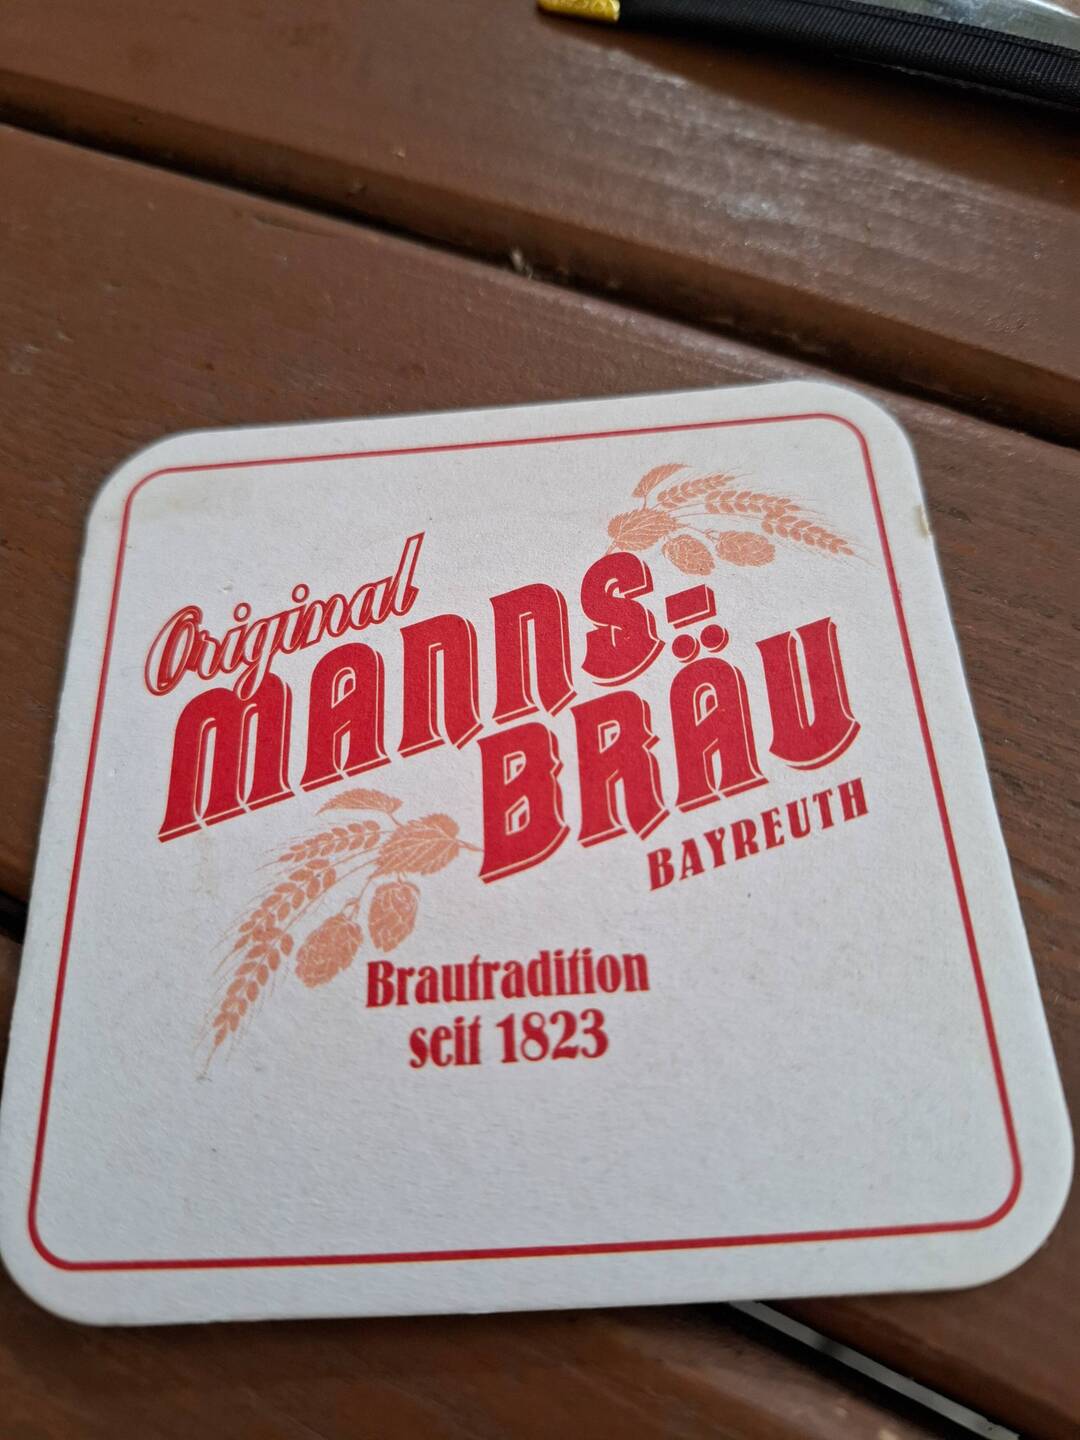 Original
MANNS-
BRÄU
BAYREUTH
Brautradition
seit 1823